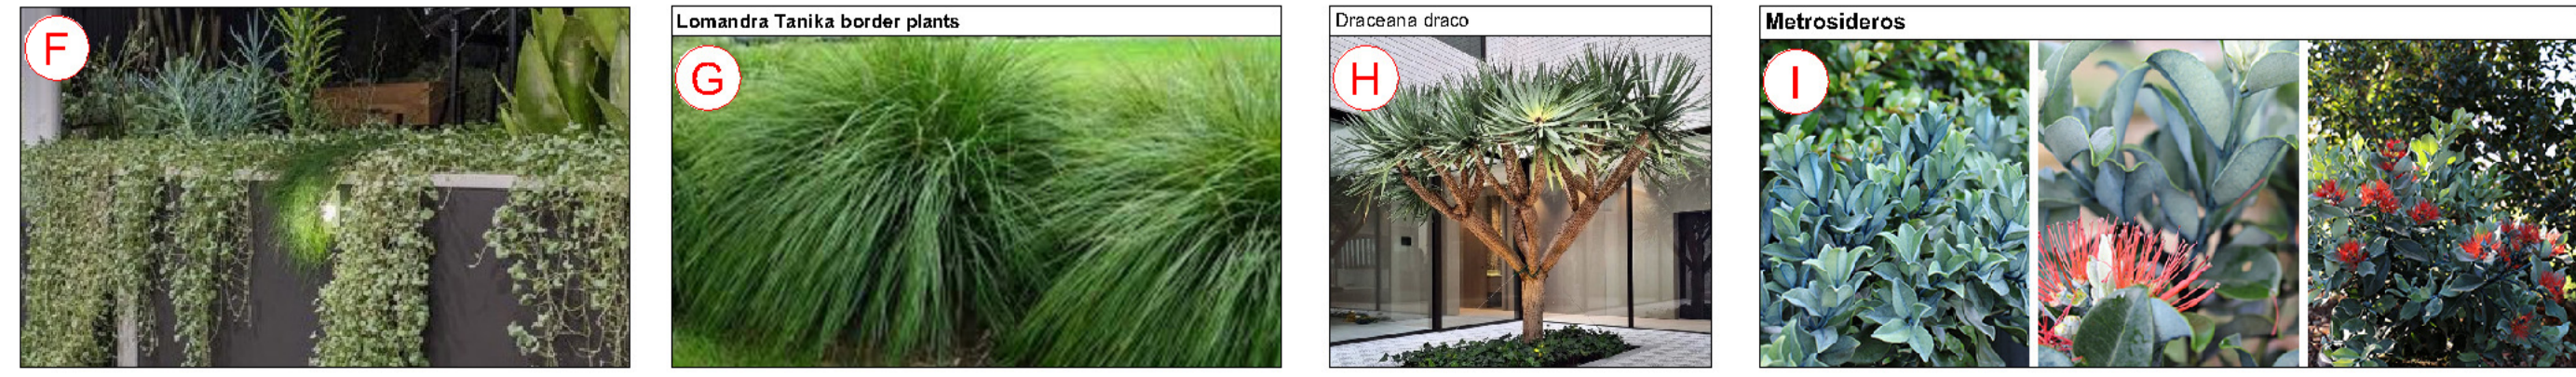 F
Lomandra Tanika border plants
G
Draceana draco
H
Metrosideros
I